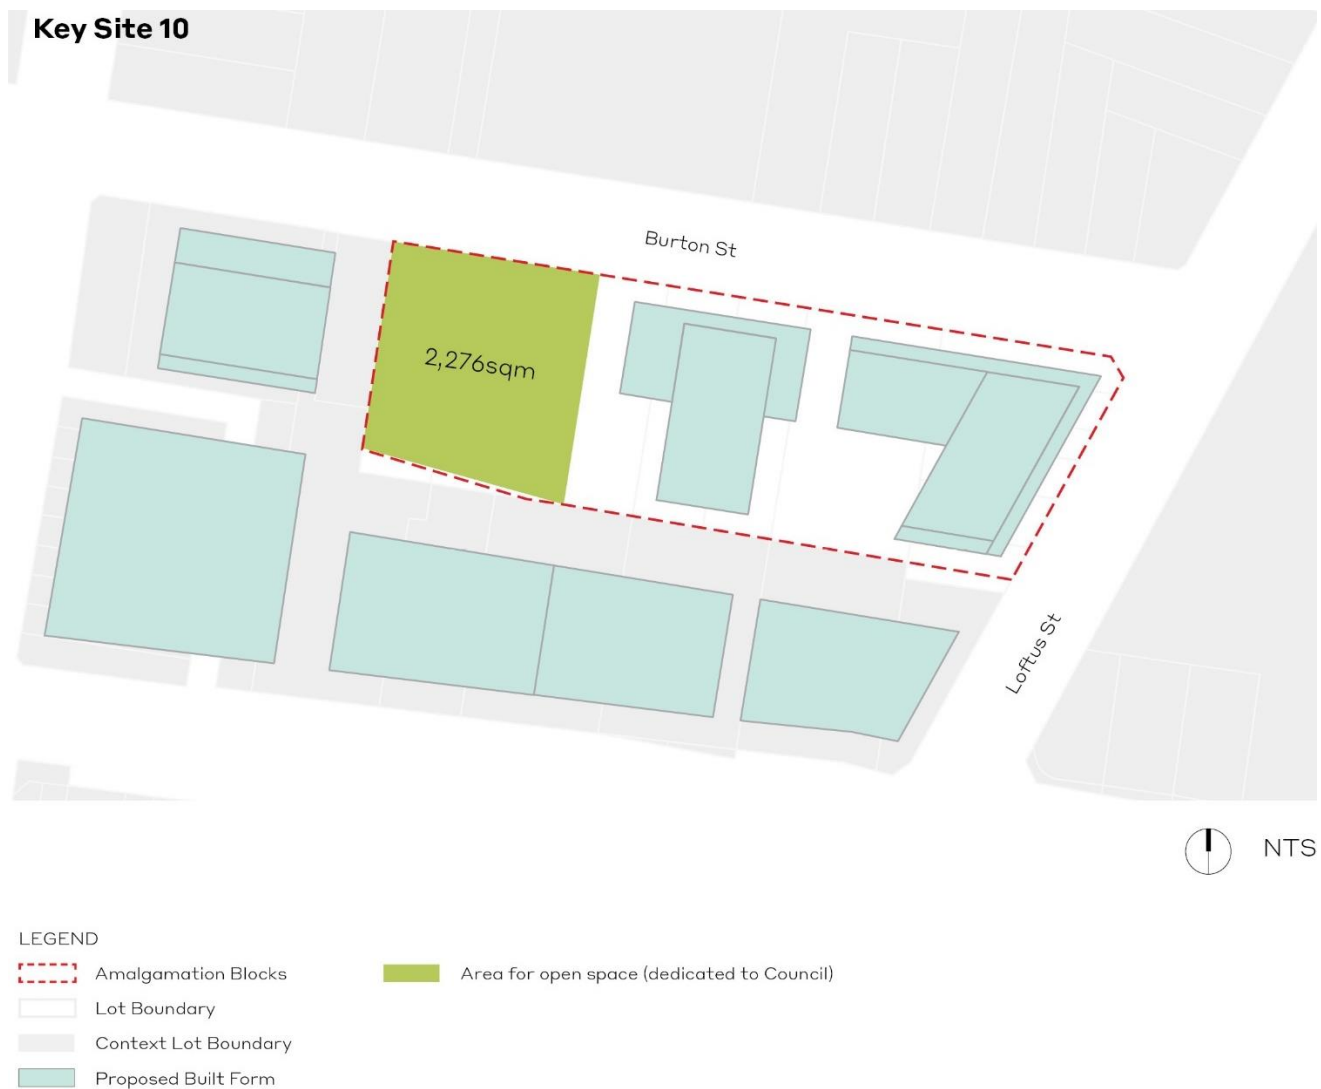 Key Site 10
Burton St
2,276sqm
Loftus St
NTS
LEGEND
Amalgamation Blocks
Area for open space (dedicated to Council)
Lot Boundary
Context Lot Boundary
Proposed Built Form